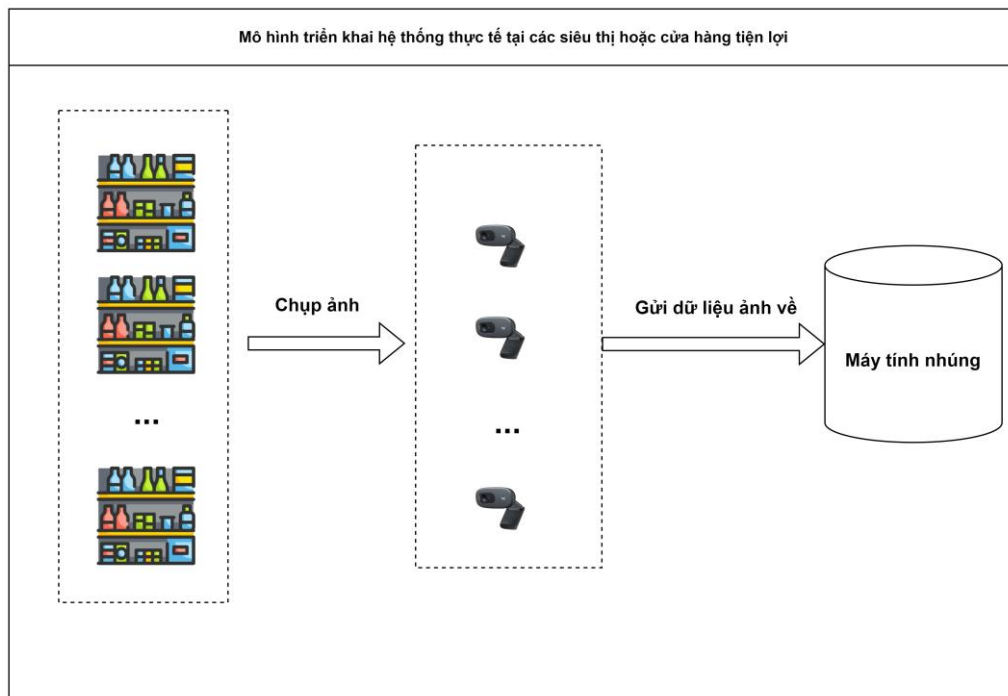 Mô hình triển khai hệ thống thực tế tại các siêu thị hoặc cửa hàng tiện lợi
Chụp ảnh
Gửi dữ liệu ảnh về
Máy tính nhúng
...
...